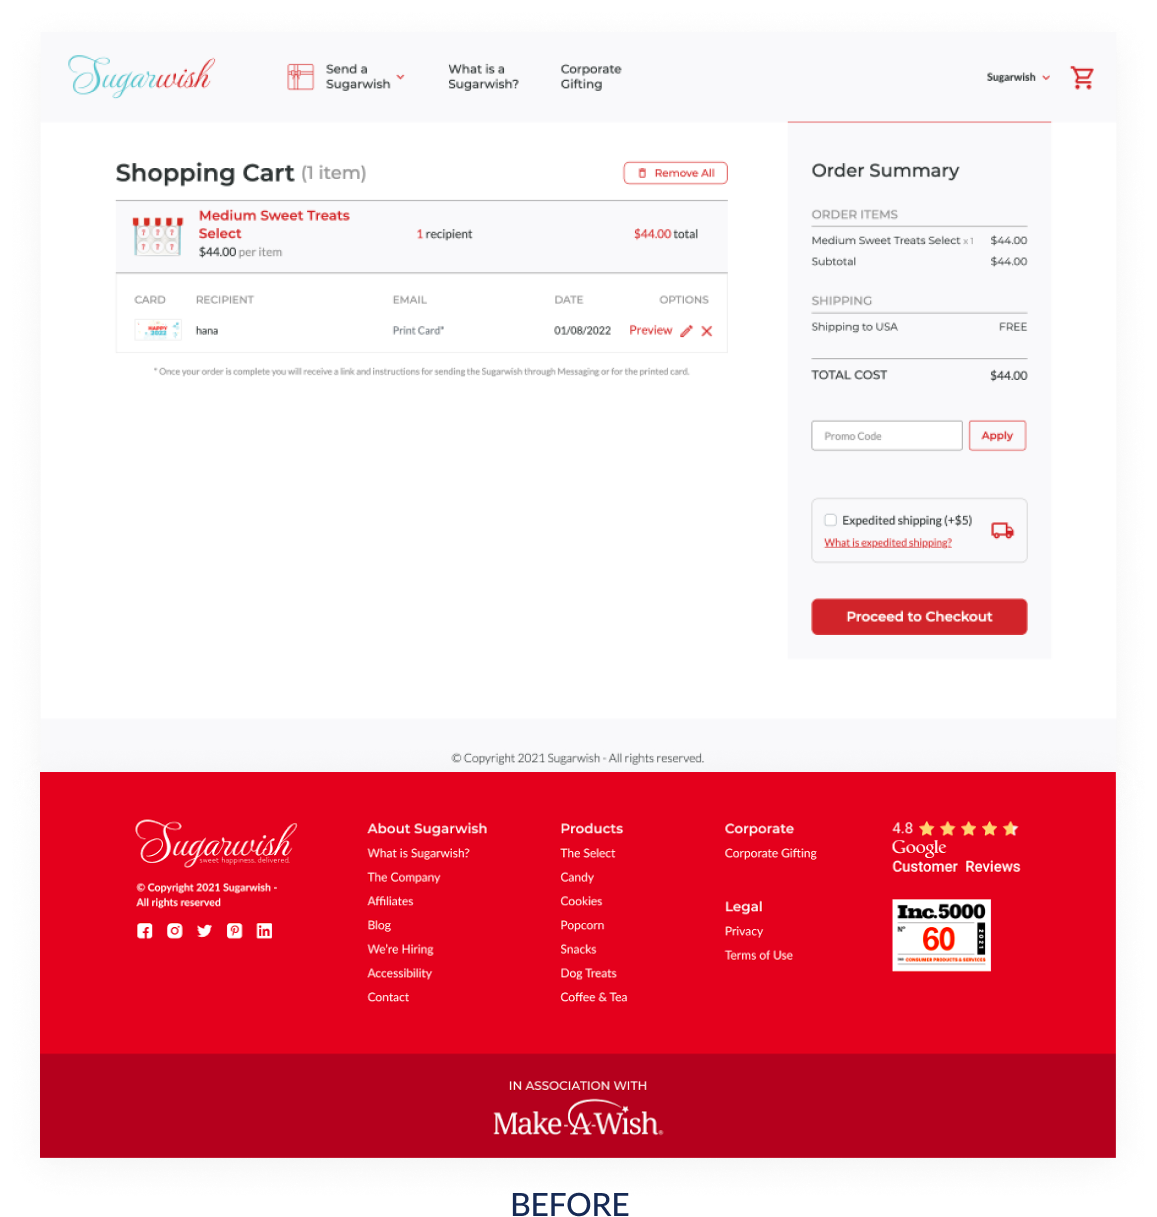 Sugarwish
Send a
Sugarwish
What is a
Sugarwish?
Corporate
Gifting
Sugarwish
Shopping Cart (1 item)
Remove All
Medium Sweet Treats
Select
$44.00 per item
1 recipient
$44.00 total
CARD RECIPIENT EMAIL DATE OPTIONS
HAPPY
2022
hana Print Card* 01/08/2022 Preview
* Once your order is complete you will receive a link and instructions for sending the Sugarwish through Messaging or for the printed card.
Order Summary
ORDER ITEMS
Medium Sweet Treats Select x 1 $44.00
Subtotal $44.00
SHIPPING
Shipping to USA FREE
TOTAL COST $44.00
Promo Code Apply
Expedited shipping (+$5)
What is expedited shipping?
Proceed to Checkout
© Copyright 2021 Sugarwish - All rights reserved.
Sugarwish
sweet happiness, delivered.
© Copyright 2021 Sugarwish -
All rights reserved
About Sugarwish
What is Sugarwish?
The Company
Affiliates
Blog
We're Hiring
Accessibility
Contact
Products
The Select
Candy
Cookies
Popcorn
Snacks
Dog Treats
Coffee & Tea
Corporate
Corporate Gifting
Legal
Privacy
Terms of Use
4.8
Google
Customer Reviews
Inc.5000
Nº 60 2021
CONSUMER PRODUCTS & SERVICES
IN ASSOCIATION WITH
Make-A-Wish®
BEFORE